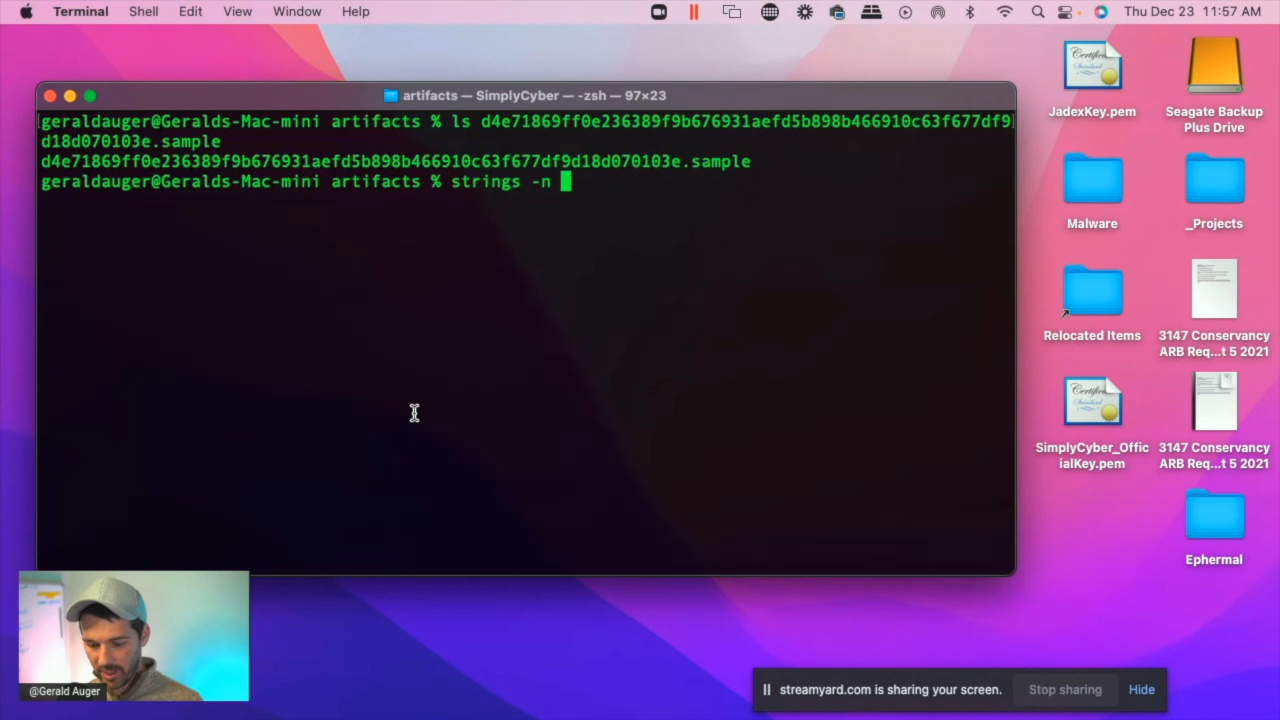 Terminal Shell Edit View Window Help Thu Dec 23 11:57 AM
artifacts — SimplyCyber — -zsh — 97×23
geraldauger@Geralds-Mac-mini artifacts % ls d4e71869ff0e236389f9b676931aefd5b898b466910c63f677df9
d18d070103e.sample
d4e71869ff0e236389f9b676931aefd5b898b466910c63f677df9d18d070103e.sample
geraldauger@Geralds-Mac-mini artifacts % strings -n
JadexKey.pem
Seagate Backup
Plus Drive
Malware
_Projects
Relocated Items
3147 Conservancy
ARB Req...t 5 2021
SimplyCyber_Offic
ialKey.pem
3147 Conservancy
ARB Req...t 5 2021
Ephermal
@Gerald Auger
streamyard.com is sharing your screen. Stop sharing Hide